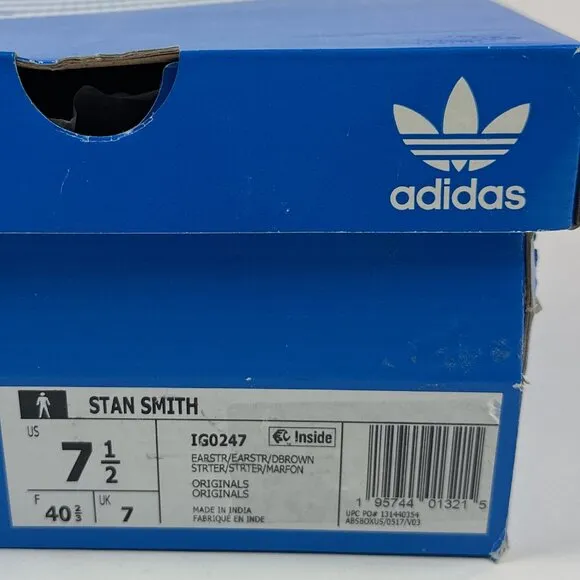 adidas
STAN SMITH
US
7 1/2
F
40 2/3
UK
7
IG0247
Inside
EARSTR/EARSTR/DBROWN
STRTER/STRTER/MARFON
ORIGINALS
ORIGINALS
MADE IN INDIA
FABRIQUÉ EN INDE
1 95744 01321 5
UPC PO# 131440354
ABSBOXUS/0517/V03